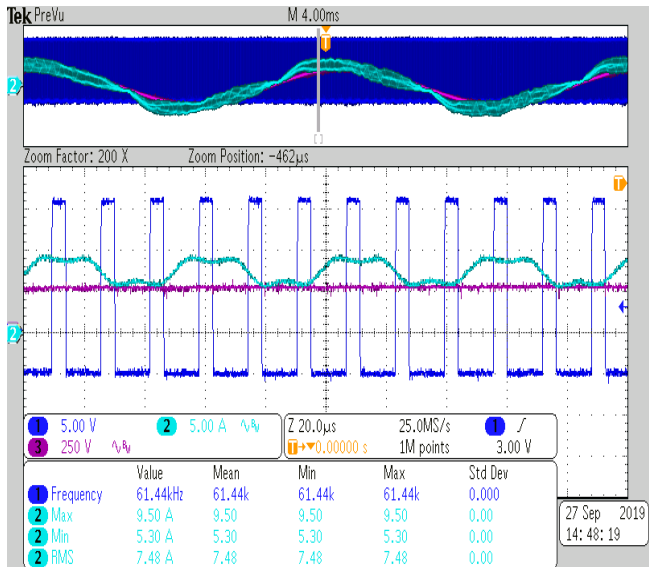 Tek PreVu M 4.00ms
T
2
Zoom Factor: 200 X Zoom Position: -462µs
T
2
1 5.00 V 2 5.00 A ∿ Bw Z 20.0µs 25.0MS/s 1 ʃ
3 250 V ∿ Bw T→▼0.00000 s 1M points 3.00 V
Value Mean Min Max Std Dev
1 Frequency 61.44kHz 61.44k 61.44k 61.44k 0.000
2 Max 9.50 A 9.50 9.50 9.50 0.00
2 Min 5.30 A 5.30 5.30 5.30 0.00
2 RMS 7.48 A 7.48 7.48 7.48 0.00
27 Sep 2019
14:48:19